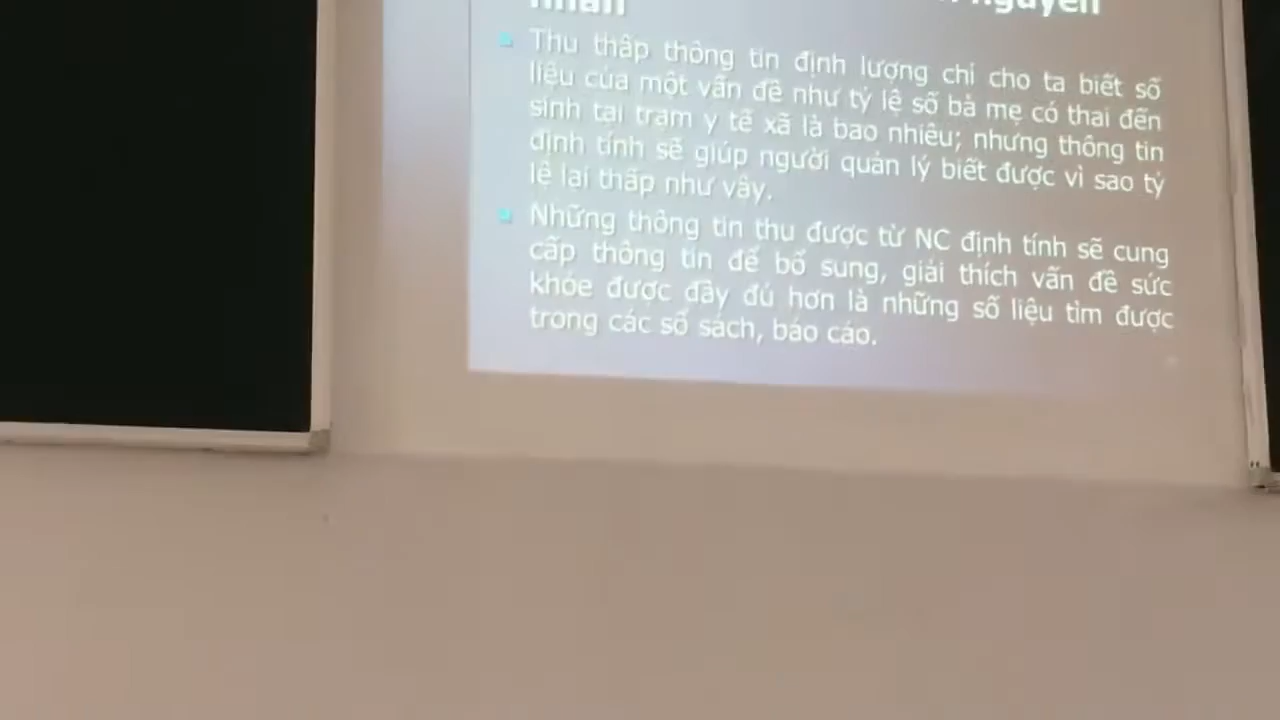 nguyên
nhân
Thu thập thông tin định lượng chỉ cho ta biết số
liệu của một vấn đề như tỷ lệ số bà mẹ có thai đến
sinh tại trạm y tế xã là bao nhiêu; nhưng thông tin
định tính sẽ giúp người quản lý biết được vì sao tỷ
lệ lại thấp như vậy.
Những thông tin thu được từ NC định tính sẽ cung
cấp thông tin để bổ sung, giải thích vấn đề sức
khỏe được đầy đủ hơn là những số liệu tìm được
trong các sổ sách, báo cáo.